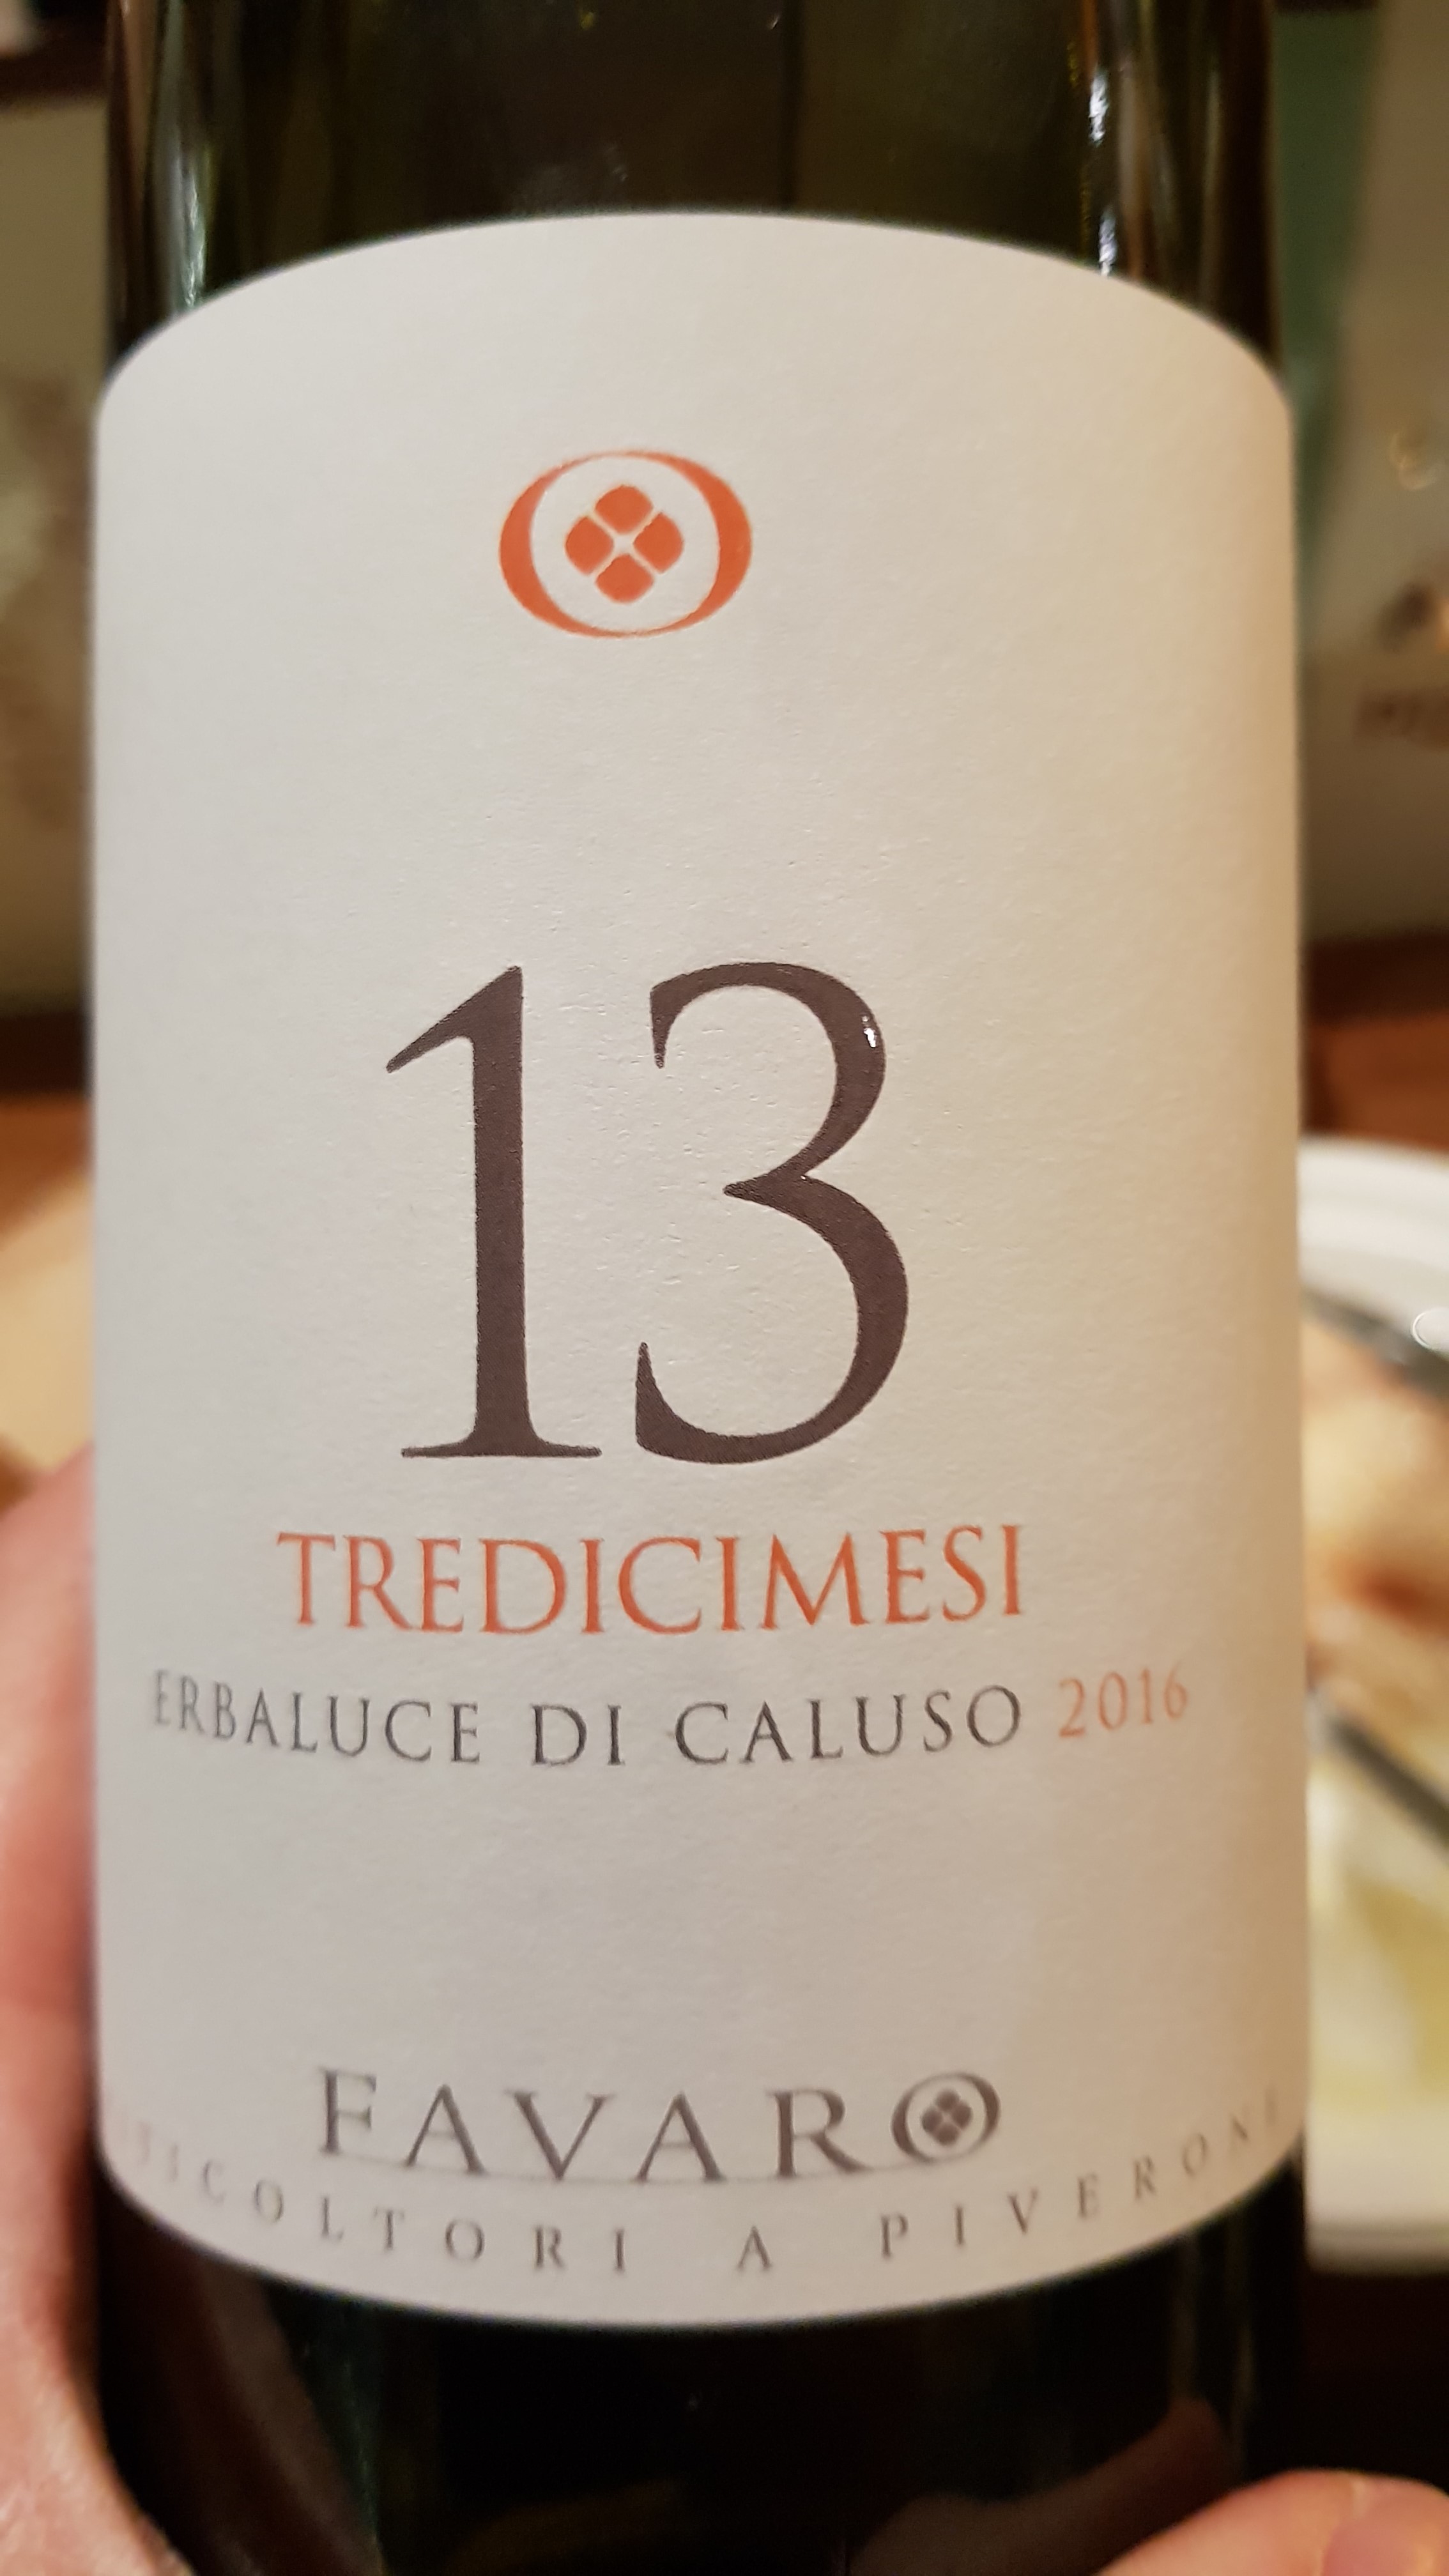 13
TREDICIMESI
ERBALUCE DI CALUSO 2016
FAVARO
A PIVERONE